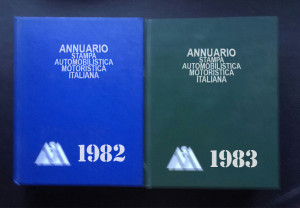 ANNUARIO
STAMPA
AUTOMOBILISTICA
MOTORISTICA
ITALIANA
1982
ANNUARIO
STAMPA
AUTOMOBILISTICA
MOTORISTICA
ITALIANA
1983